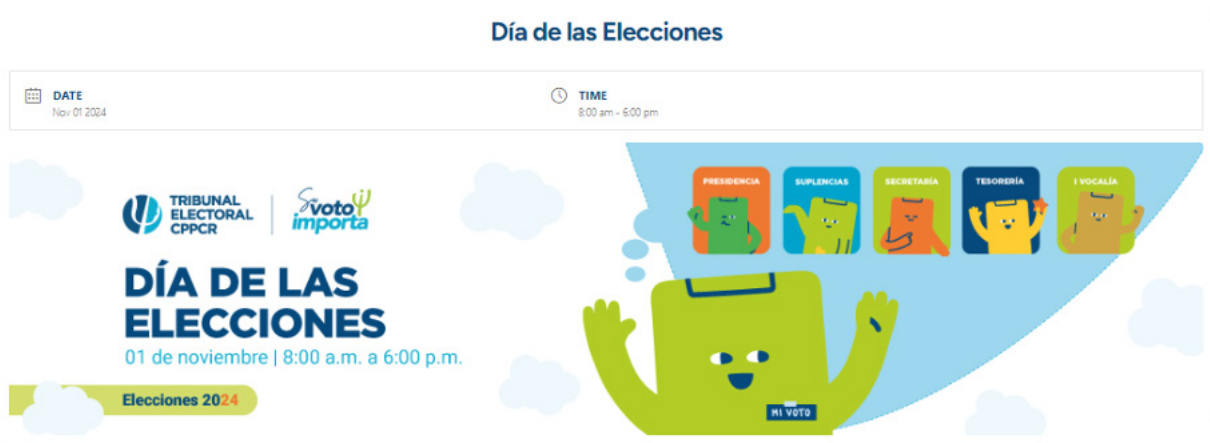 Día de las Elecciones
DATE
Nov 01 2024
TIME
8:00 am - 6:00 pm
TRIBUNAL
ELECTORAL
CPPCR
Su voto
importa
DÍA DE LAS
ELECCIONES
01 de noviembre | 8:00 a.m. a 6:00 p.m.
Elecciones 2024
PRESIDENCIA
SUPLENCIAS
SECRETARÍA
TESORERÍA
I VOCALÍA
MI VOTO